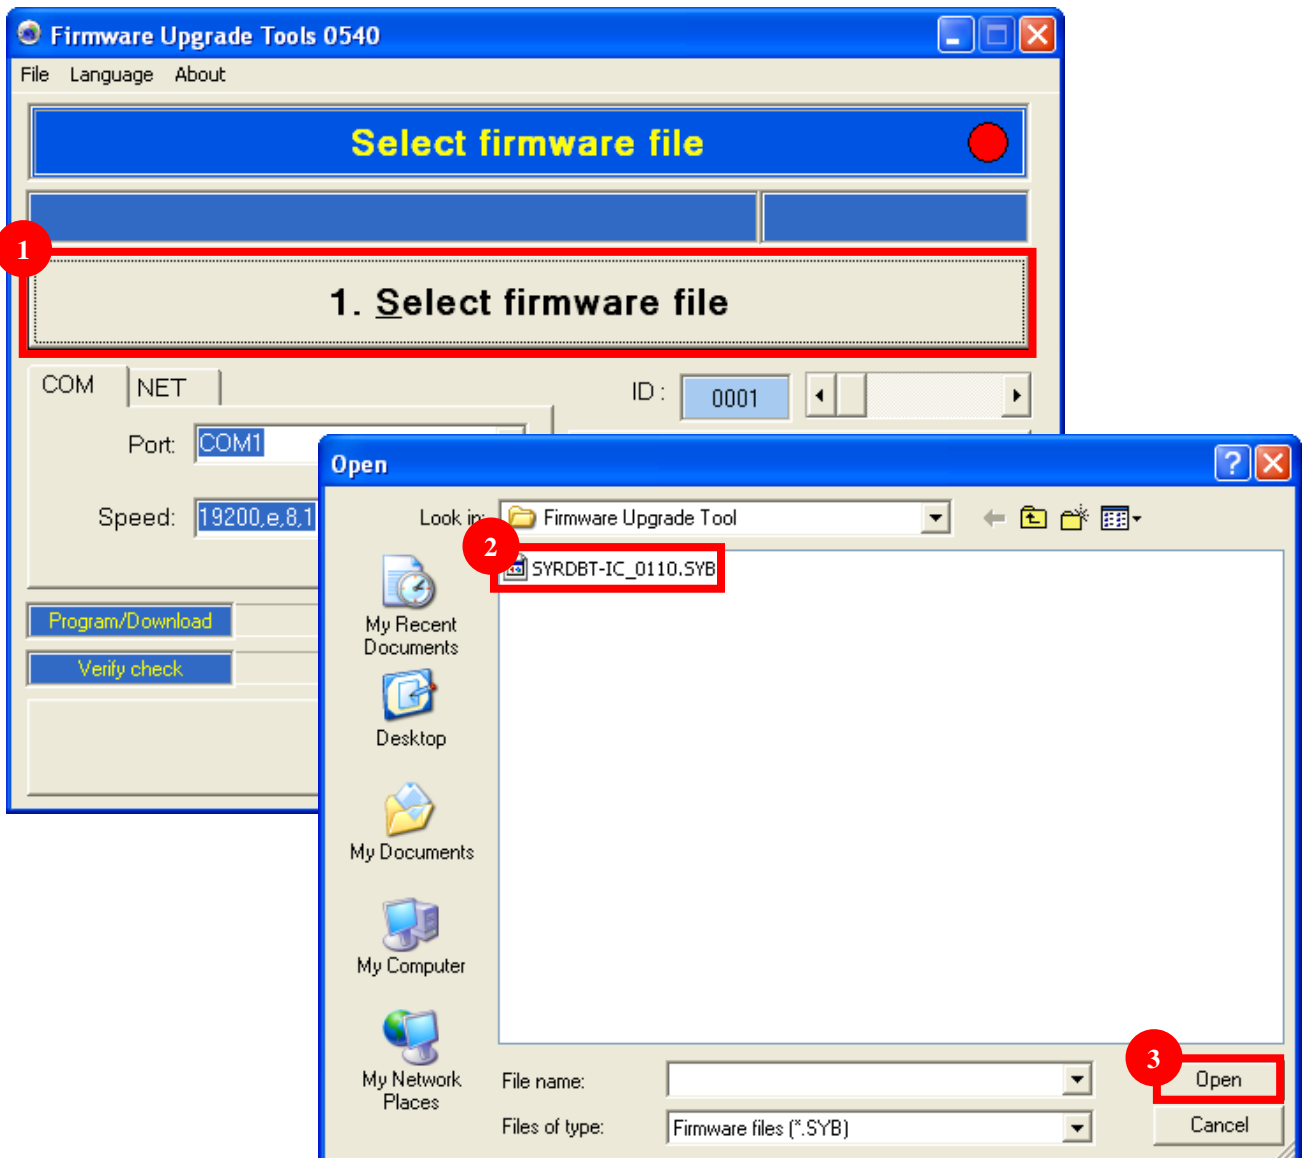 Firmware Upgrade Tools 0540
File Language About
Select firmware file
1
1. Select firmware file
COM NET
ID : 0001
Port: COM1
Speed: 19200,e,8,1
Program/Download
Verify check
Open
Look in: Firmware Upgrade Tool
2
SYRDBT-IC_0110.SYB
My Recent
Documents
Desktop
My Documents
My Computer
My Network
Places
3
File name:
Open
Files of type: Firmware files (*.SYB)
Cancel